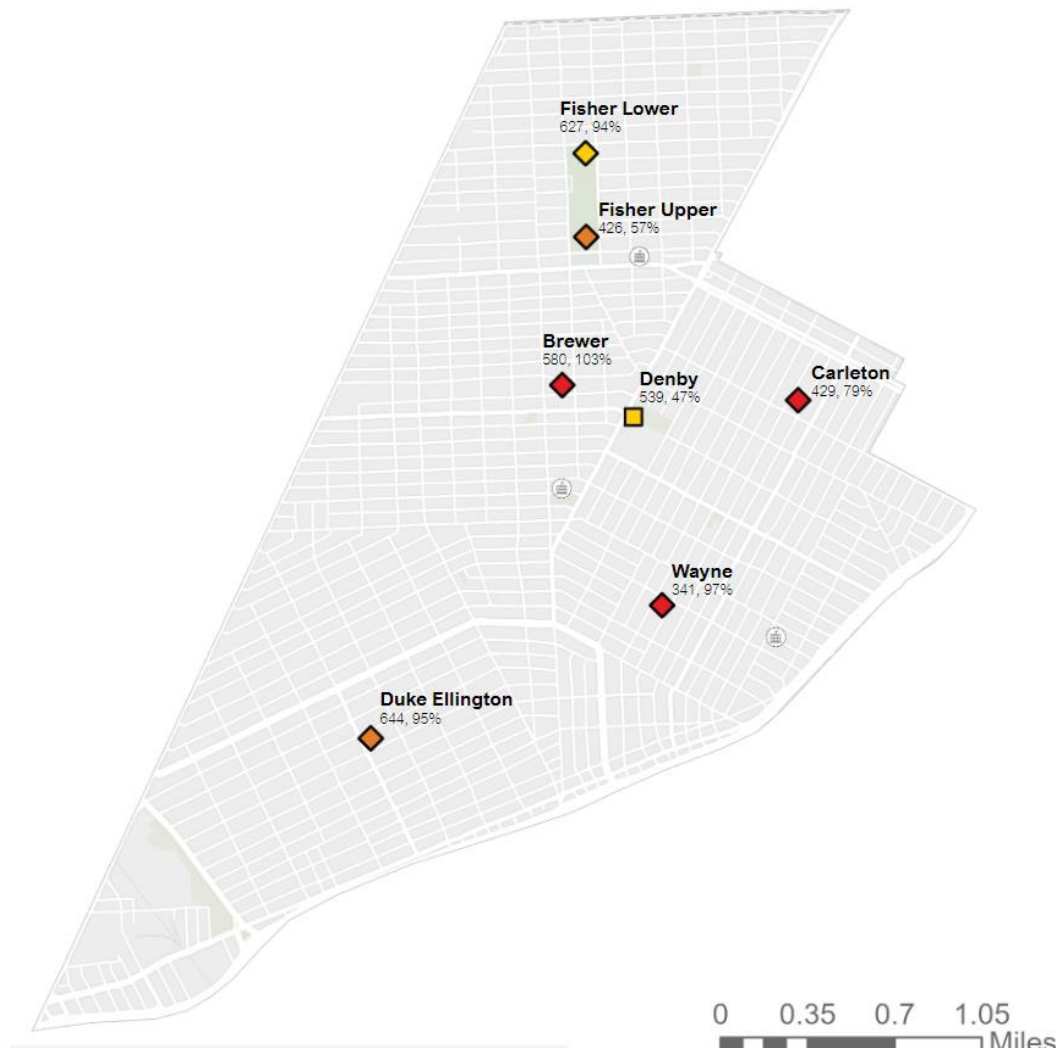 Fisher Lower
627, 94%
Fisher Upper
426, 57%
Brewer
580, 103%
Denby
539, 47%
Carleton
429, 79%
Wayne
341, 97%
Duke Ellington
644, 95%
0 0.35 0.7 1.05
Miles